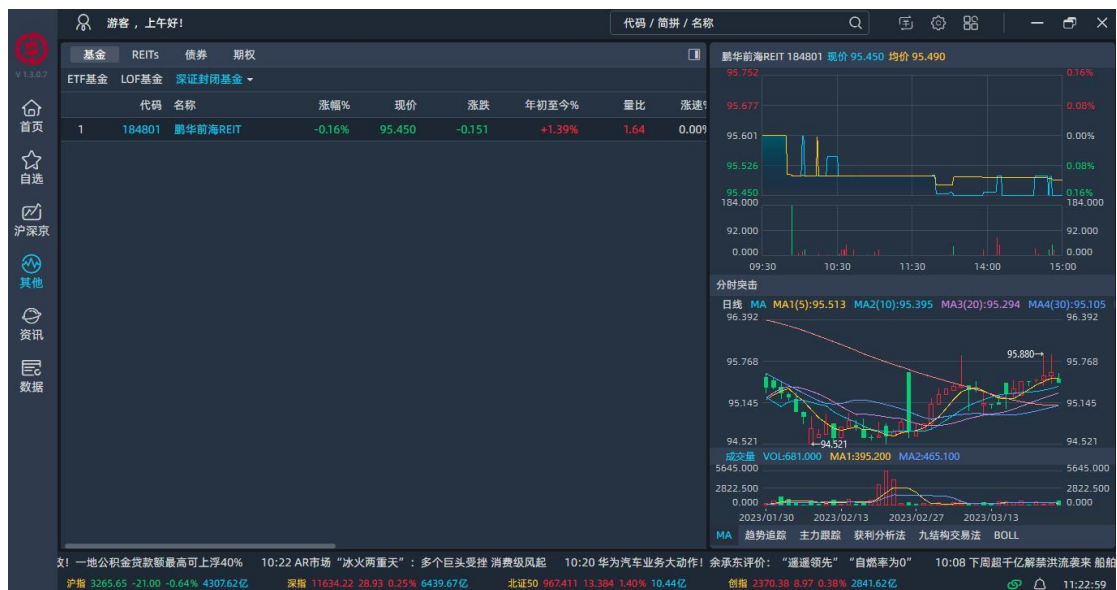 游客 , 上午好!
代码 / 简拼 / 名称
V 1.3.0.7
首页
自选
沪深京
其他
资讯
数据
基金 REITs 债券 期权
ETF基金 LOF基金 深证封闭基金
代码 名称 涨幅% 现价 涨跌 年初至今% 量比 涨速%
1 184801 鹏华前海REIT -0.16% 95.450 -0.151 +1.39% 1.64 0.00%
鹏华前海REIT 184801 现价 95.450 均价 95.490
95.752 0.16%
95.677 0.08%
95.601 0.00%
95.526 0.08%
95.450 0.16%
184.000 184.000
92.000 92.000
0.000 0.000
09:30 10:30 11:30 14:00 15:00
分时突击
日线 MA MA1(5):95.513 MA2(10):95.395 MA3(20):95.294 MA4(30):95.105
96.392 96.392
95.880→
95.768 95.768
95.145 95.145
94.521 ←94.521 94.521
成交量 VOL:681.000 MA1:395.200 MA2:465.100
5645.000 5645.000
2822.500 2822.500
0.000 0.000
2023/01/30 2023/02/13 2023/02/27 2023/03/13
MA 趋势追踪 主力跟踪 获利分析法 九结构交易法 BOLL
! 一地公积金贷款额最高可上浮40% 10:22 AR市场“冰火两重天”: 多个巨头受挫 消费级风起 10:20 华为汽车业务大动作! 余承东评价: “遥遥领先” “自燃率为0” 10:08 下周超千亿解禁洪流袭来 船舶
沪指 3265.65 -21.00 -0.64% 4307.62亿 深指 11634.22 28.93 0.25% 6439.67亿 北证50 967.411 13.384 1.40% 10.44亿 创指 2370.38 8.97 0.38% 2841.62亿 11:22:59